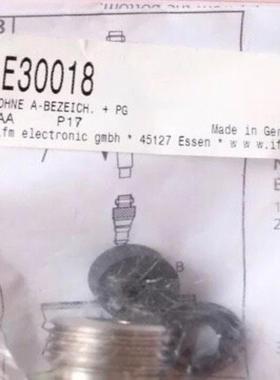 E30018
OHNE A-BEZEICH. + PG
AA P17
ifm electronic gmbh * 45127 Essen * w w w.if
Made in Ger
B